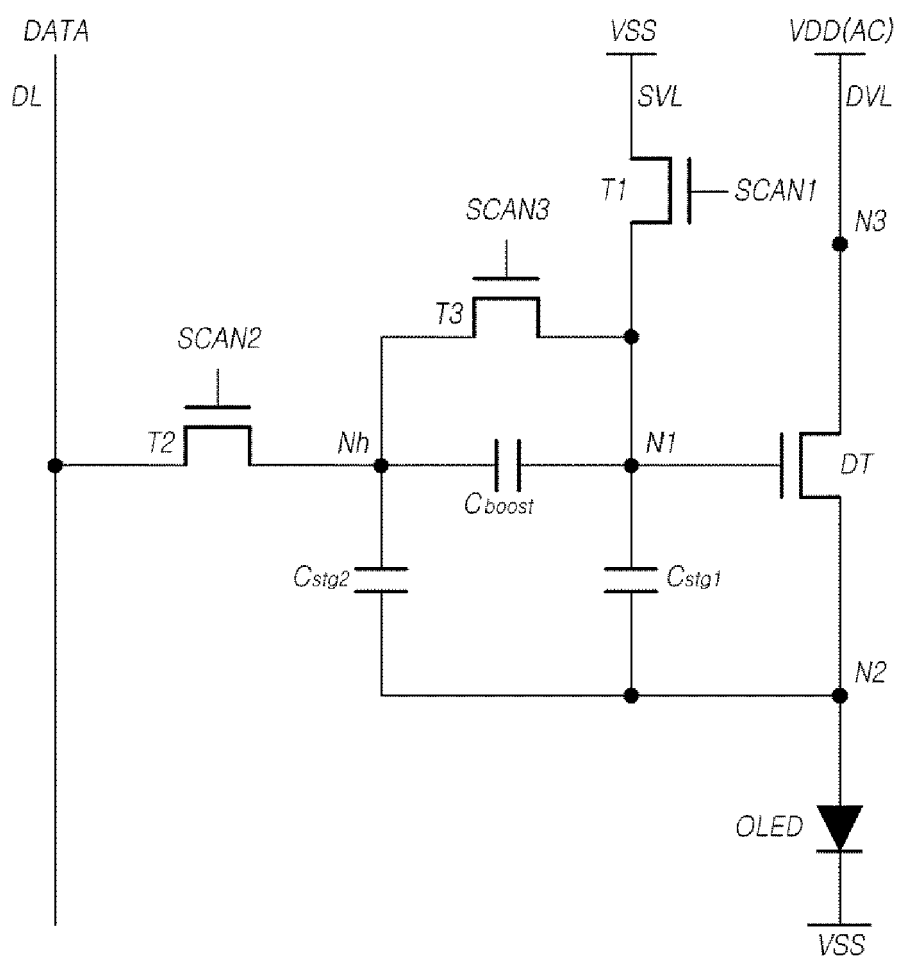 DATA
VSS
VDD(AC)
DL
SVL
DVL
T1
SCAN1
SCAN3
N3
T3
SCAN2
T2
Nh
N1
DT
Cboost
Cstg2
Cstg1
N2
OLED
VSS